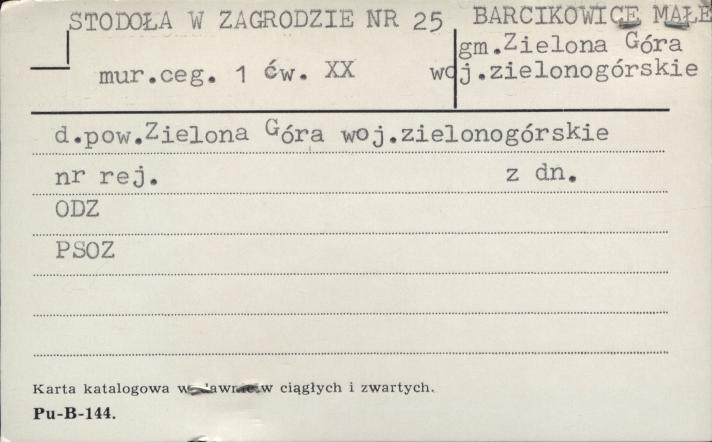 STODOŁA W ZAGRODZIE NR 25
BARCIKOWICE MAŁE
gm.Zielona Góra
mur.ceg. 1 ćw. XX
woj.zielonogórskie
d.pow.Zielona Góra woj.zielonogórskie
nr rej. z dn.
ODZ
PSOZ
Karta katalogowa wydawnictw ciągłych i zwartych.
Pu-B-144.